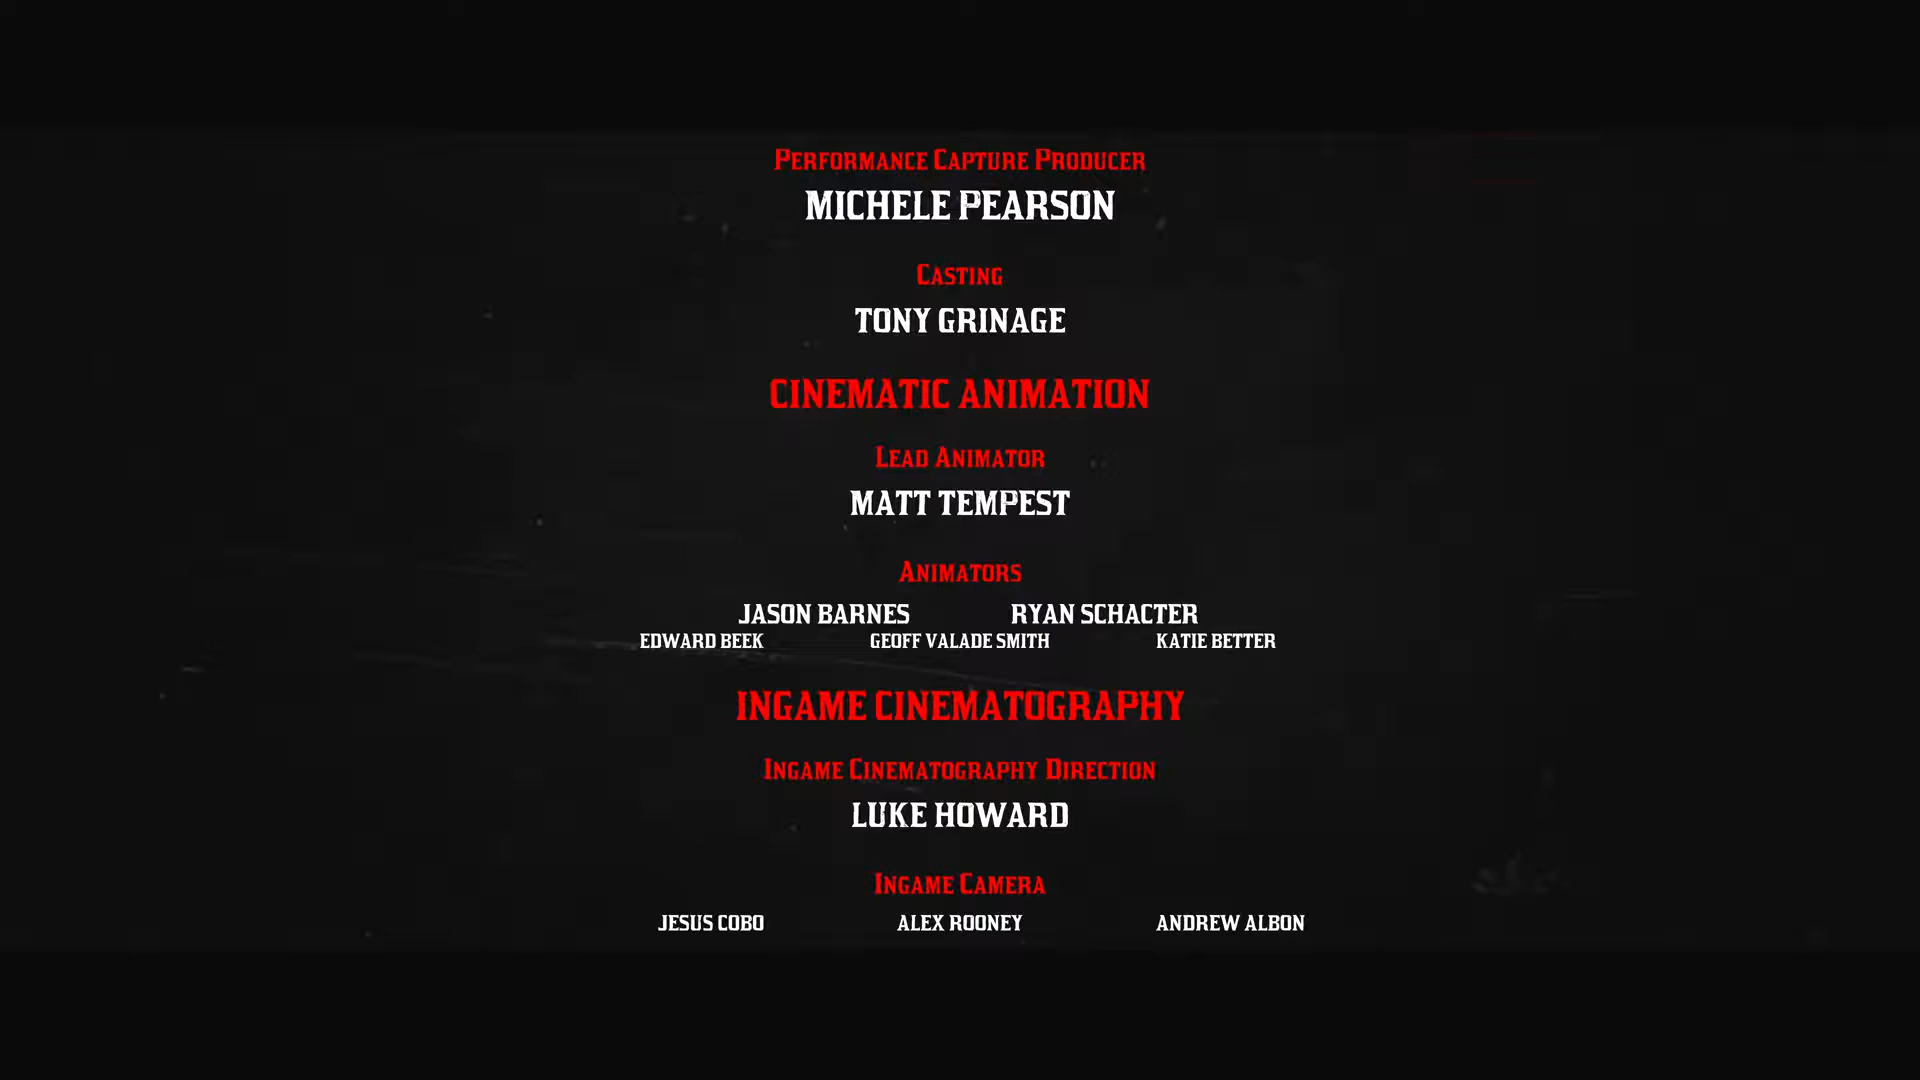 Performance Capture Producer
MICHELE PEARSON
Casting
TONY GRINAGE
CINEMATIC ANIMATION
Lead Animator
MATT TEMPEST
Animators
JASON BARNES RYAN SCHACTER
EDWARD BEEK GEOFF VALADE SMITH KATIE BETTER
INGAME CINEMATOGRAPHY
Ingame Cinematography Direction
LUKE HOWARD
Ingame Camera
JESUS COBO ALEX ROONEY ANDREW ALBON